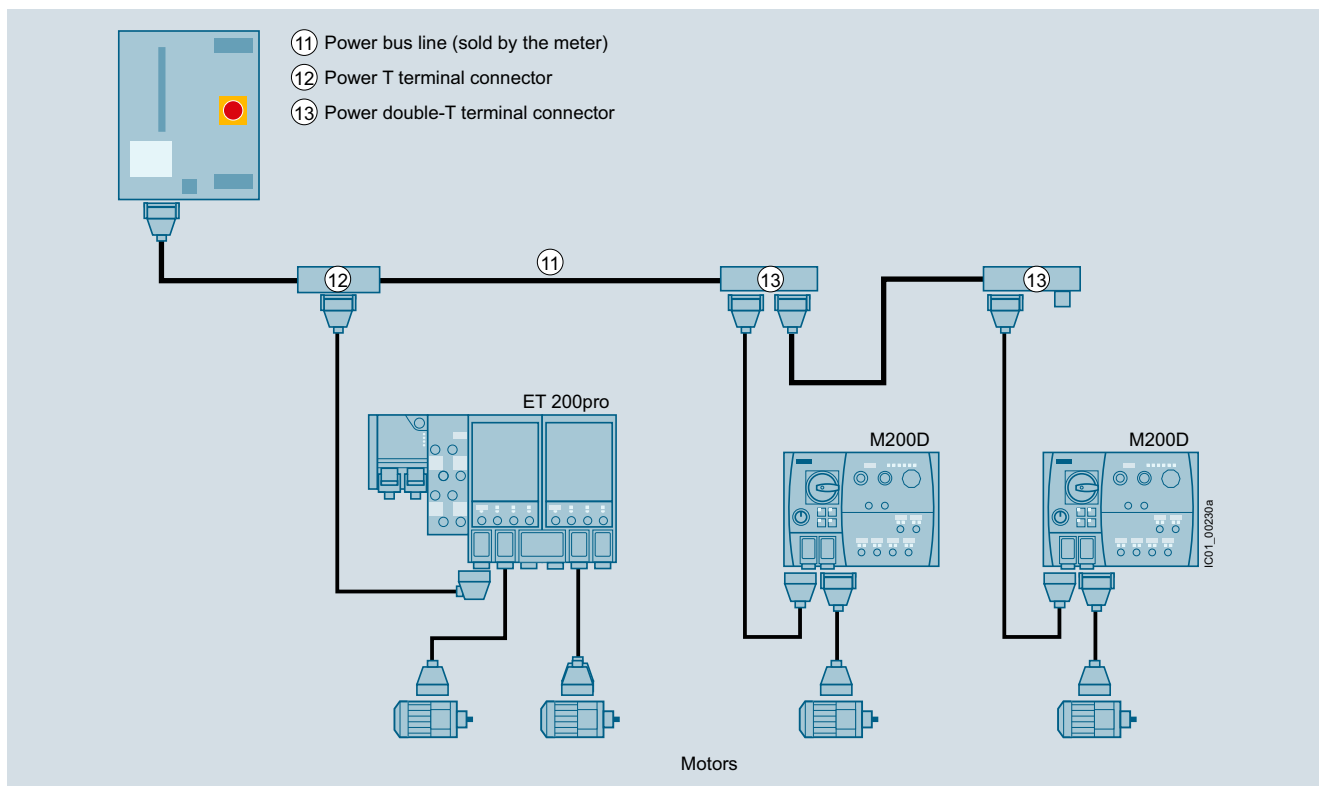 11 Power bus line (sold by the meter)
12 Power T terminal connector
13 Power double-T terminal connector
11
12
13
13
ET 200pro
M200D
M200D
IC01_00230a
Motors